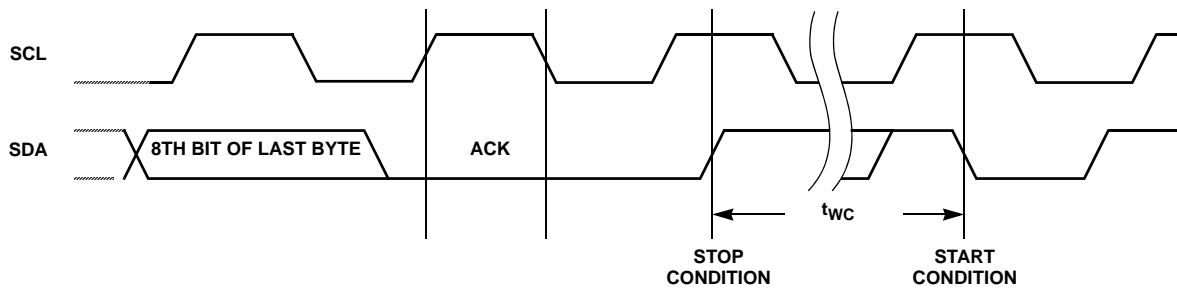 SCL
SDA
8TH BIT OF LAST BYTE
ACK
tWC
STOP
CONDITION
START
CONDITION